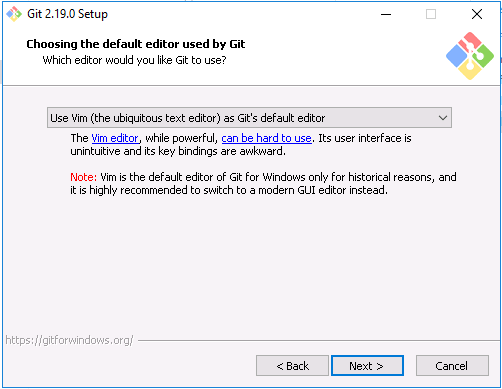 Git 2.19.0 Setup
Choosing the default editor used by Git
Which editor would you like Git to use?
Use Vim (the ubiquitous text editor) as Git's default editor
The Vim editor, while powerful, can be hard to use. Its user interface is
unintuitive and its key bindings are awkward.
Note: Vim is the default editor of Git for Windows only for historical reasons, and
it is highly recommended to switch to a modern GUI editor instead.
https://gitforwindows.org/
< Back
Next >
Cancel